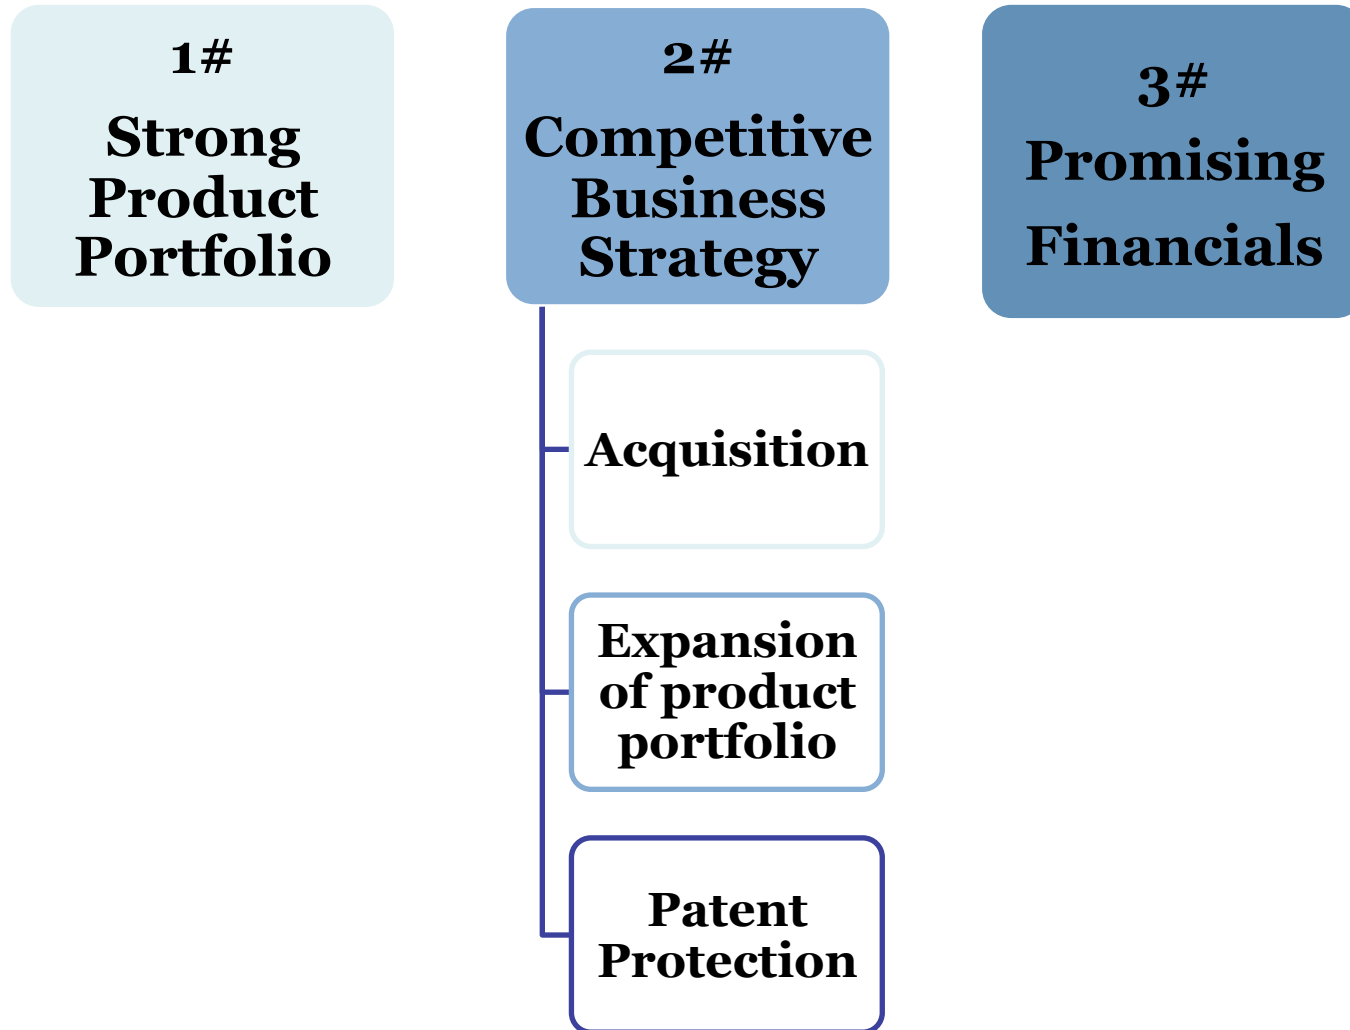 1#
Strong
Product
Portfolio
2#
Competitive
Business
Strategy
3#
Promising
Financials
Acquisition
Expansion
of product
portfolio
Patent
Protection